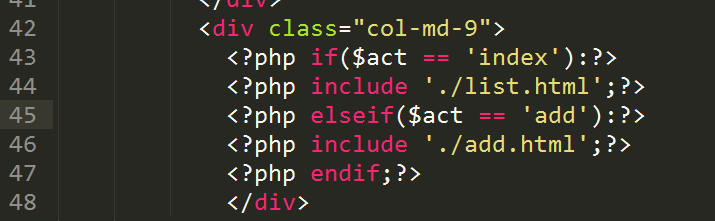 41 </div>
42 <div class="col-md-9">
43 <?php if($act == 'index'):?>
44 <?php include './list.html';?>
45 <?php elseif($act == 'add'):?>
46 <?php include './add.html';?>
47 <?php endif;?>
48 </div>